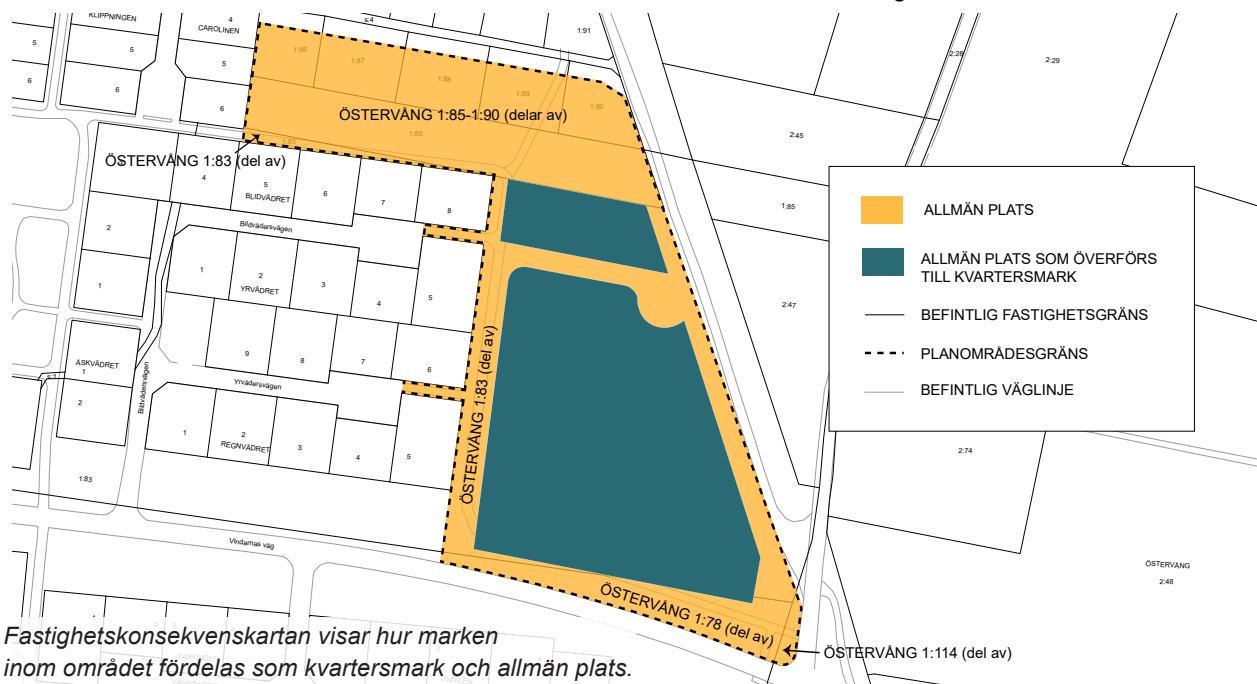 KLIPPNINGEN
4
s:4
CAROLINEN
1:91
5
5
5
1:86
1:87
2:28
2:29
6
6
1:88
1:89
6
1:90
ÖSTERVÅNG 1:85-1:90 (delar av)
1:83
1:85
2:45
ÖSTERVÅNG 1:83 (del av)
4
5
BLIDVÄDRET
6
7
8
1:85
2
Bildvädersvägen
1
1
2
YRVÄDRET
3
4
5
2:47
ÖSTERVÅNG 1:83 (del av)
9
8
7
6
ASKVÄDRET
1
s:1
2
Bildvädersvägen
Yrvädersvägen
1
2
REGNVÄDRET
3
4
5
1:83
2:74
Vindarnas väg
ÖSTERVÅNG
2:48
ÖSTERVÅNG 1:78 (del av)
ÖSTERVÅNG 1:114 (del av)
ALLMÄN PLATS
ALLMÄN PLATS SOM ÖVERFÖRS
TILL KVARTERSMARK
BEFINTLIG FASTIGHETSGRÄNS
PLANOMRÅDESGRÄNS
BEFINTLIG VÄGLINJE
Fastighetskonsekvenskartan visar hur marken
inom området fördelas som kvartersmark och allmän plats.